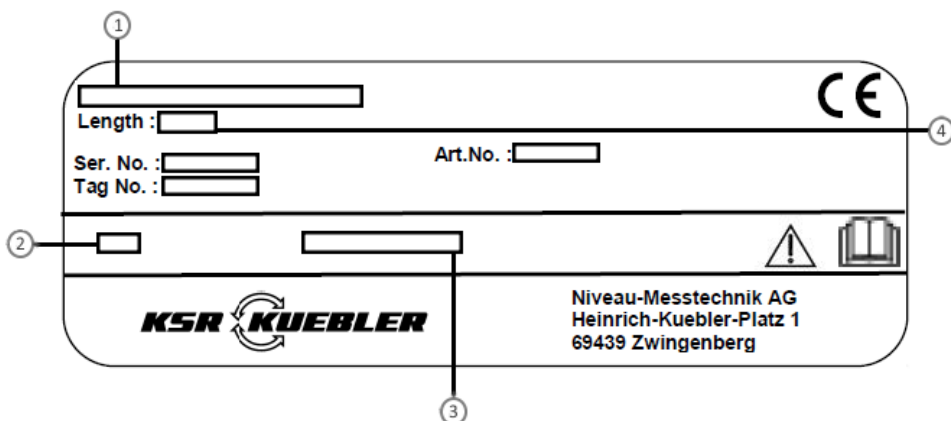 1
CE
Length :
4
Ser. No. : Art.No. :
Tag No. :
2
KSR KUEBLER
Niveau-Messtechnik AG
Heinrich-Kuebler-Platz 1
69439 Zwingenberg
3